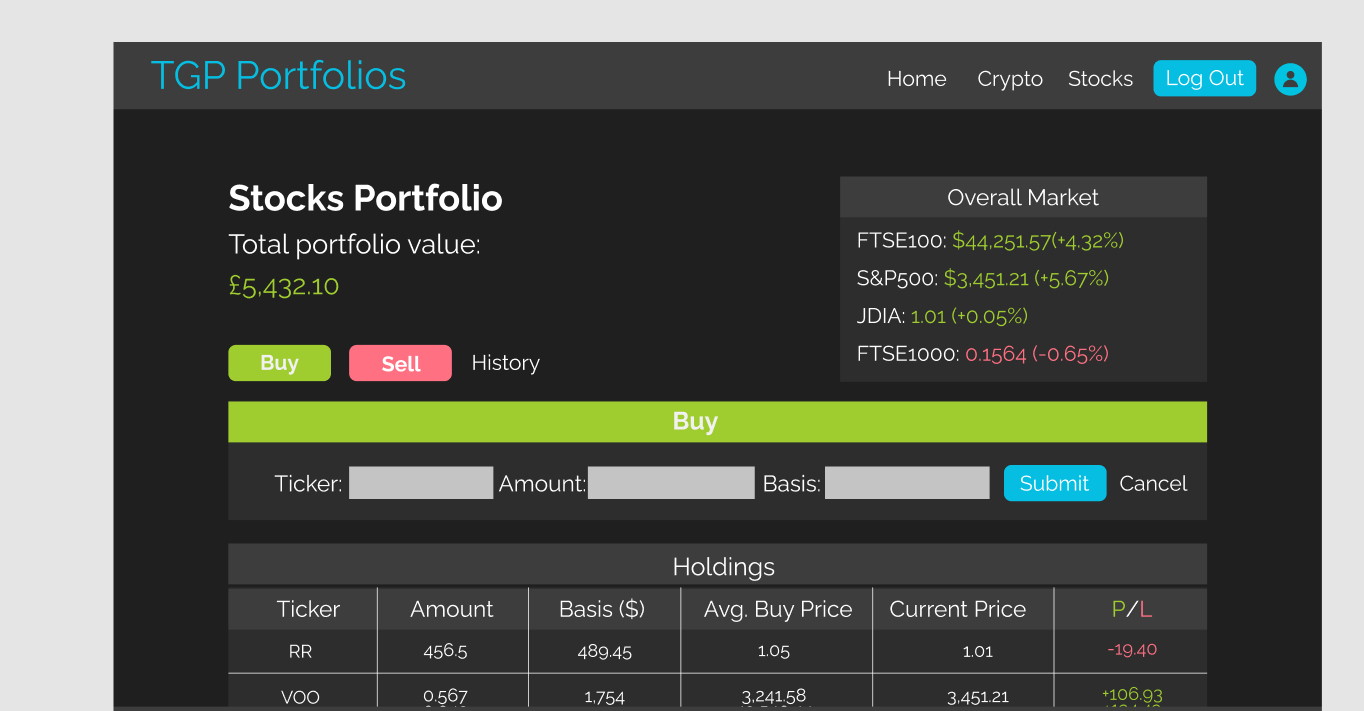 TGP Portfolios
Home Crypto Stocks Log Out
Stocks Portfolio
Total portfolio value:
£5,432.10
Overall Market
FTSE100: $44,251.57(+4.32%)
S&P500: $3,451.21 (+5.67%)
JDIA: 1.01 (+0.05%)
FTSE1000: 0.1564 (-0.65%)
Buy Sell History
Buy
Ticker: Amount: Basis: Submit Cancel
Holdings
Ticker Amount Basis ($) Avg. Buy Price Current Price P/L
RR 456.5 489.45 1.05 1.01 -19.40
VOO 0.567 1,754 3,241.58 3,451.21 +106.93